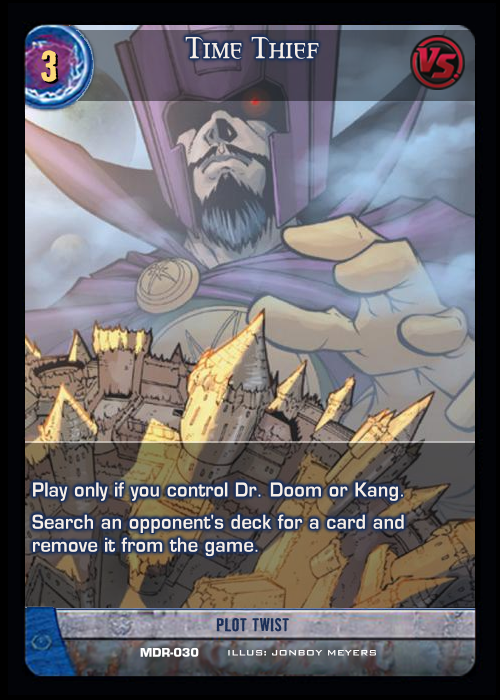 3
Time Thief
VS
Play only if you control Dr. Doom or Kang.
Search an opponent's deck for a card and
remove it from the game.
PLOT TWIST
MDR-030 ILLUS: JONBOY MEYERS